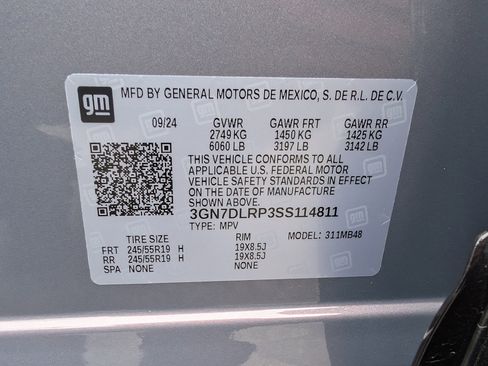 gm
MFD BY GENERAL MOTORS DE MEXICO, S. DE R.L. DE C.V.
09/24 GVWR GAWR FRT GAWR RR
2749 KG 1450 KG 1425 KG
6060 LB 3197 LB 3142 LB
THIS VEHICLE CONFORMS TO ALL
APPLICABLE U.S. FEDERAL MOTOR
VEHICLE SAFETY STANDARDS IN EFFECT
ON THE DATE OF MANUFACTURE
SHOWN ABOVE
3GN7DLRP3SS114811
TYPE: MPV MODEL: 311MB48
TIRE SIZE RIM
FRT 245/55R19 H 19X8.5J
RR 245/55R19 H 19X8.5J
SPA NONE NONE